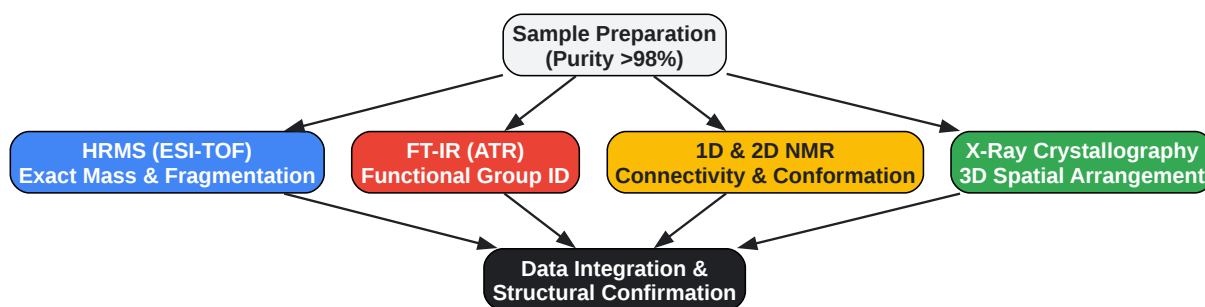 Sample Preparation
(Purity >98%)
HRMS (ESI-TOF)
Exact Mass & Fragmentation
FT-IR (ATR)
Functional Group ID
1D & 2D NMR
Connectivity & Conformation
X-Ray Crystallography
3D Spatial Arrangement
Data Integration &
Structural Confirmation